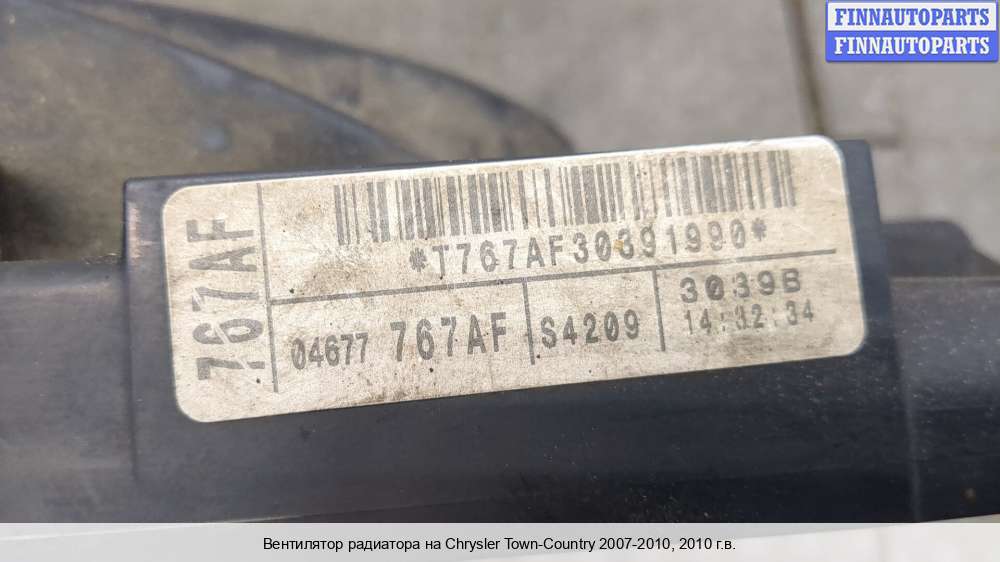 FINNAUTOPARTS
FINNAUTOPARTS
767AF
*T767AF30391990*
04677 767AF
S4209
3039B
14:32:34
Вентилятор радиатора на Chrysler Town-Country 2007-2010, 2010 г.в.